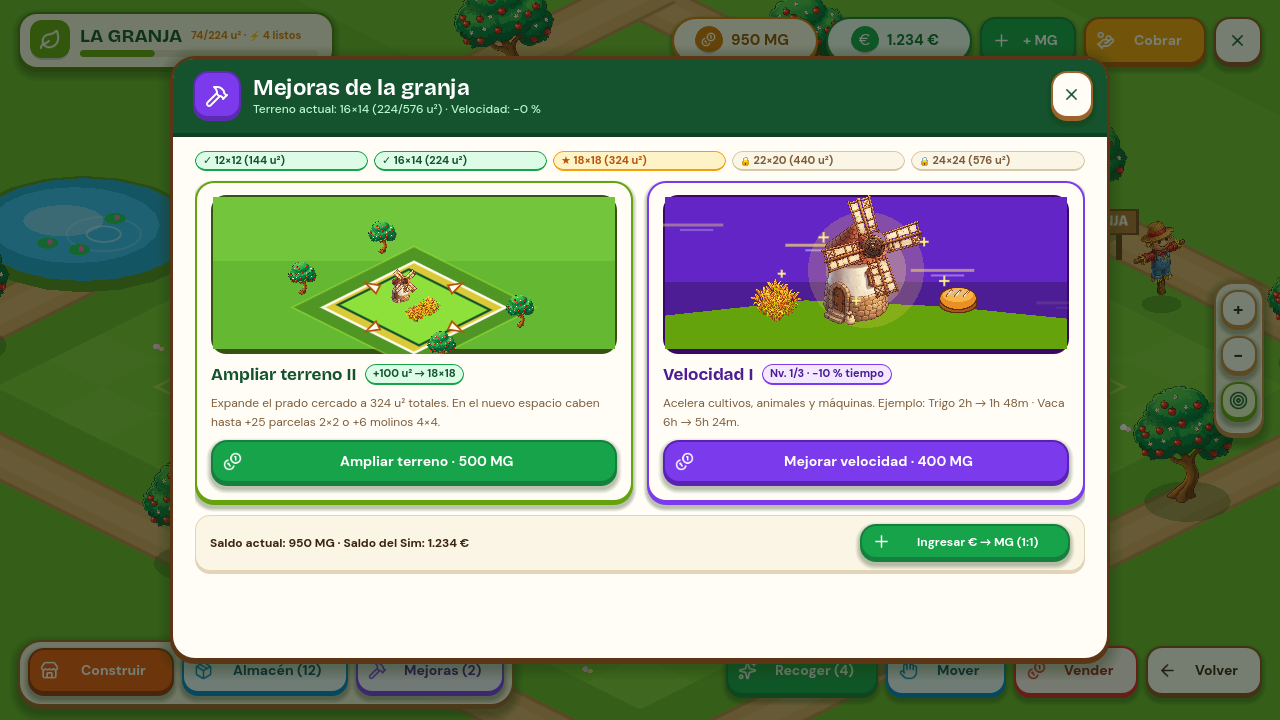 LA GRANJA
74/224 u² · ⚡ 4 listos
950 MG
1.234 €
+ MG
Cobrar
Mejoras de la granja
Terreno actual: 16×14 (224/576 u²) · Velocidad: −0 %
✓ 12×12 (144 u²)
✓ 16×14 (224 u²)
★ 18×18 (324 u²)
🔒 22×20 (440 u²)
🔒 24×24 (576 u²)
Ampliar terreno II
+100 u² → 18×18
Expande el prado cercado a 324 u² totales. En el nuevo espacio caben
hasta +25 parcelas 2×2 o +6 molinos 4×4.
Ampliar terreno · 500 MG
Velocidad I
Nv. 1/3 · −10 % tiempo
Acelera cultivos, animales y máquinas. Ejemplo: Trigo 2h → 1h 48m · Vaca
6h → 5h 24m.
Mejorar velocidad · 400 MG
Saldo actual: 950 MG · Saldo del Sim: 1.234 €
Ingresar € → MG (1:1)
+
−
Construir
Almacén (12)
Mejoras (2)
Recoger (4)
Mover
Vender
Volver